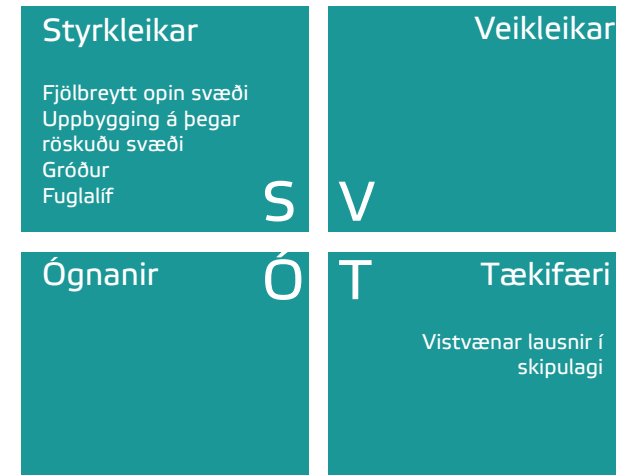 Styrkleikar
Fjölbreytt opin svæði
Uppbygging á þegar
röskuðu svæði
Gróður
Fuglalíf
S
Veikleikar
V
Ógnanir
Ó
T
Tækifæri
Vistvænar lausnir í
skipulagi